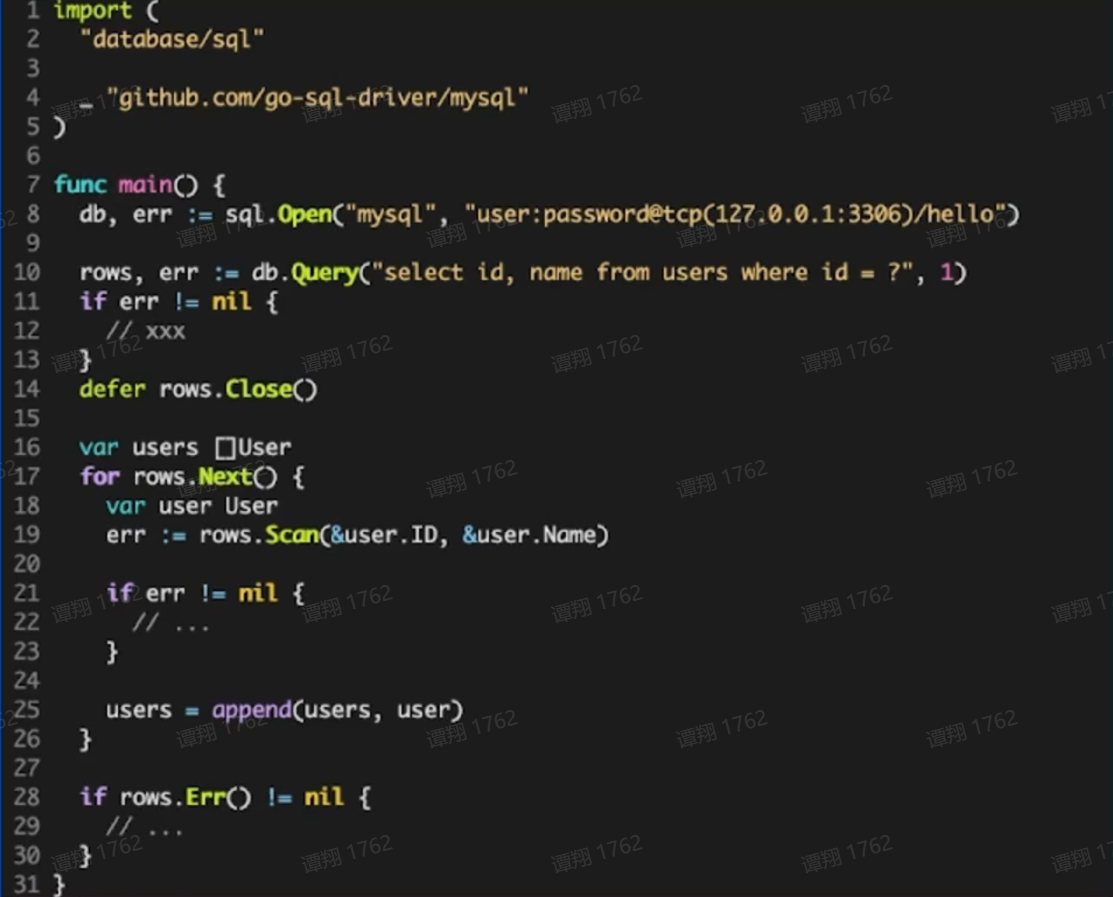 1 import (
2   "database/sql"
3
4   _ "github.com/go-sql-driver/mysql"
5 )
6
7 func main() {
8   db, err := sql.Open("mysql", "user:password@tcp(127.0.0.1:3306)/hello")
9
10   rows, err := db.Query("select id, name from users where id = ?", 1)
11   if err != nil {
12     // xxx
13   }
14   defer rows.Close()
15
16   var users []User
17   for rows.Next() {
18     var user User
19     err := rows.Scan(&user.ID, &user.Name)
20
21     if err != nil {
22       // ...
23     }
24
25     users = append(users, user)
26   }
27
28   if rows.Err() != nil {
29     // ...
30   }
31 }
谭翔 1762